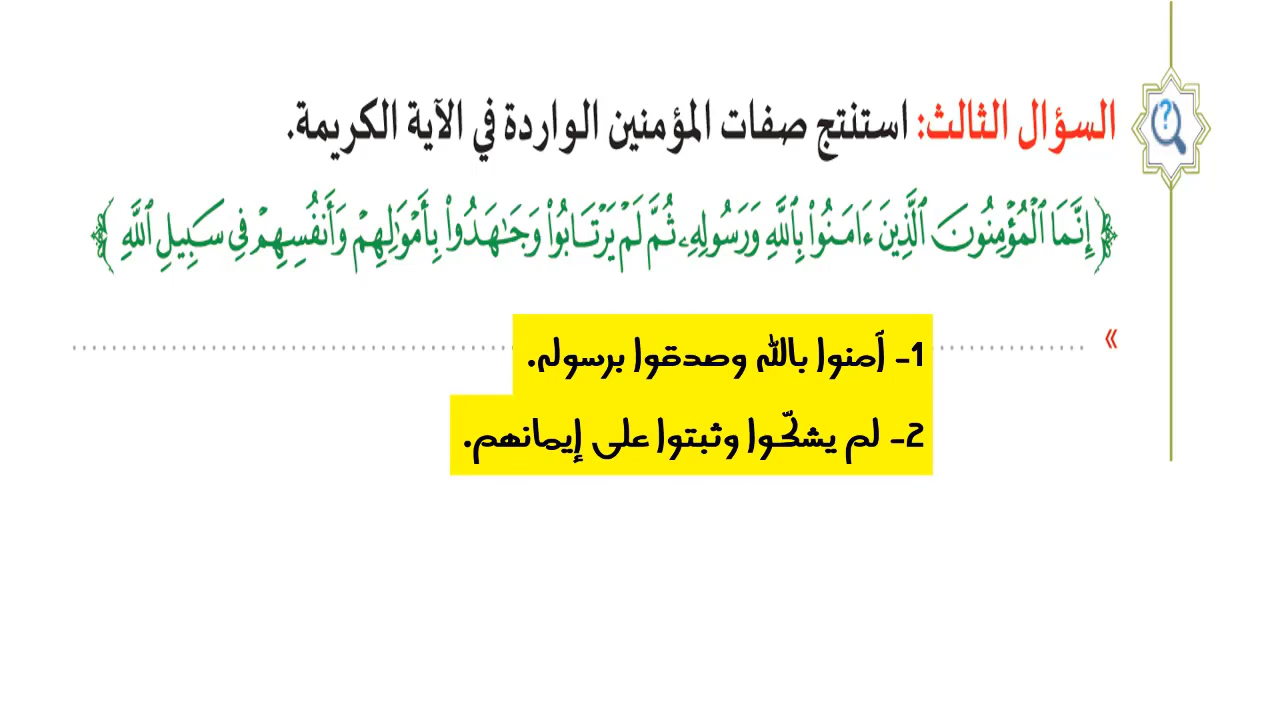 السؤال الثالث: استنتج صفات المؤمنين الواردة في الآية الكريمة.
﴿ إِنَّمَا ٱلْمُؤْمِنُونَ ٱلَّذِينَ ءَامَنُوا۟ بِٱللَّهِ وَرَسُولِهِۦ ثُمَّ لَمْ يَرْتَابُوا۟ وَجَـٰهَدُوا۟ بِأَمْوَٰلِهِمْ وَأَنفُسِهِمْ فِى سَبِيلِ ٱللَّهِ ﴾
» 1- آمنوا بالله وصدقوا برسوله.
2- لم يشكّوا وثبتوا على إيمانهم.